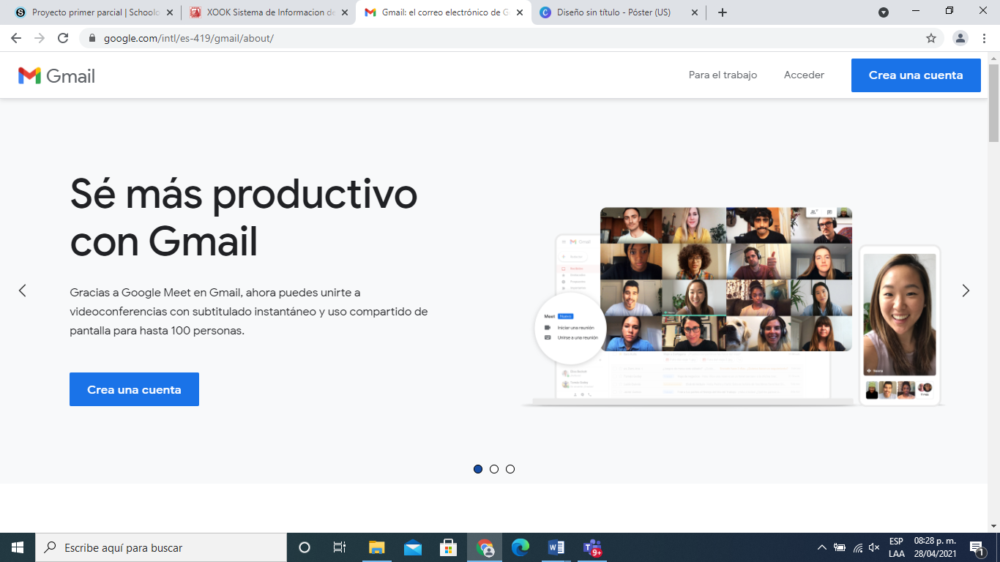 Proyecto primer parcial | Schoolo
XOOK Sistema de Informacion de
Gmail: el correo electrónico de G
Diseño sin título - Póster (US)
google.com/intl/es-419/gmail/about/
Gmail
Para el trabajo
Acceder
Crea una cuenta
Sé más productivo
con Gmail
Gracias a Google Meet en Gmail, ahora puedes unirte a
videoconferencias con subtitulado instantáneo y uso compartido de
pantalla para hasta 100 personas.
Crea una cuenta
Gmail
Meet Nuevo
Iniciar una reunión
Unirse a una reunión
Escribe aquí para buscar
9+
ESP
LAA
08:28 p. m.
28/04/2021
1